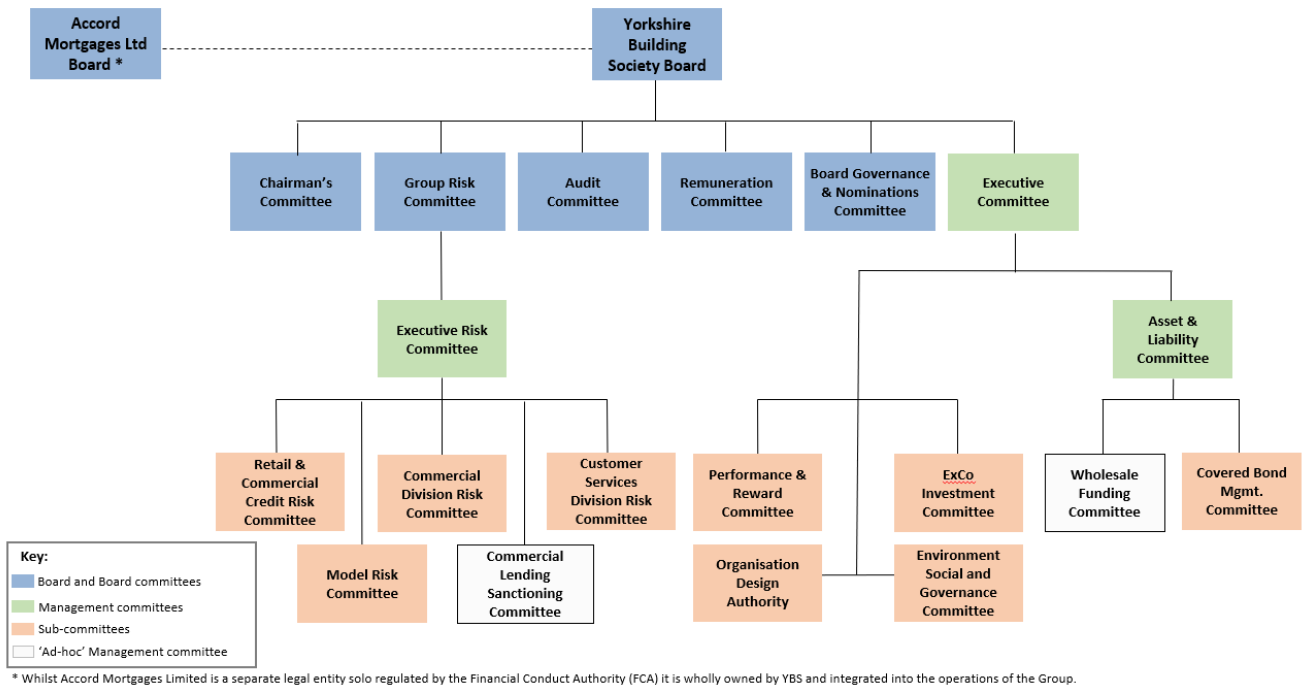 Accord
Mortgages Ltd
Board *
Yorkshire
Building
Society Board
Chairman's
Committee
Group Risk
Committee
Audit
Committee
Remuneration
Committee
Board Governance
& Nominations
Committee
Executive
Committee
Executive Risk
Committee
Asset &
Liability
Committee
Retail &
Commercial
Credit Risk
Committee
Commercial
Division Risk
Committee
Customer
Services
Division Risk
Committee
Performance &
Reward
Committee
ExCo
Investment
Committee
Wholesale
Funding
Committee
Covered Bond
Mgmt.
Committee
Model Risk
Committee
Commercial
Lending
Sanctioning
Committee
Organisation
Design
Authority
Environment
Social and
Governance
Committee
Key:
Board and Board committees
Management committees
Sub-committees
‘Ad-hoc’ Management committee
* Whilst Accord Mortgages Limited is a separate legal entity solo regulated by the Financial Conduct Authority (FCA) it is wholly owned by YBS and integrated into the operations of the Group.